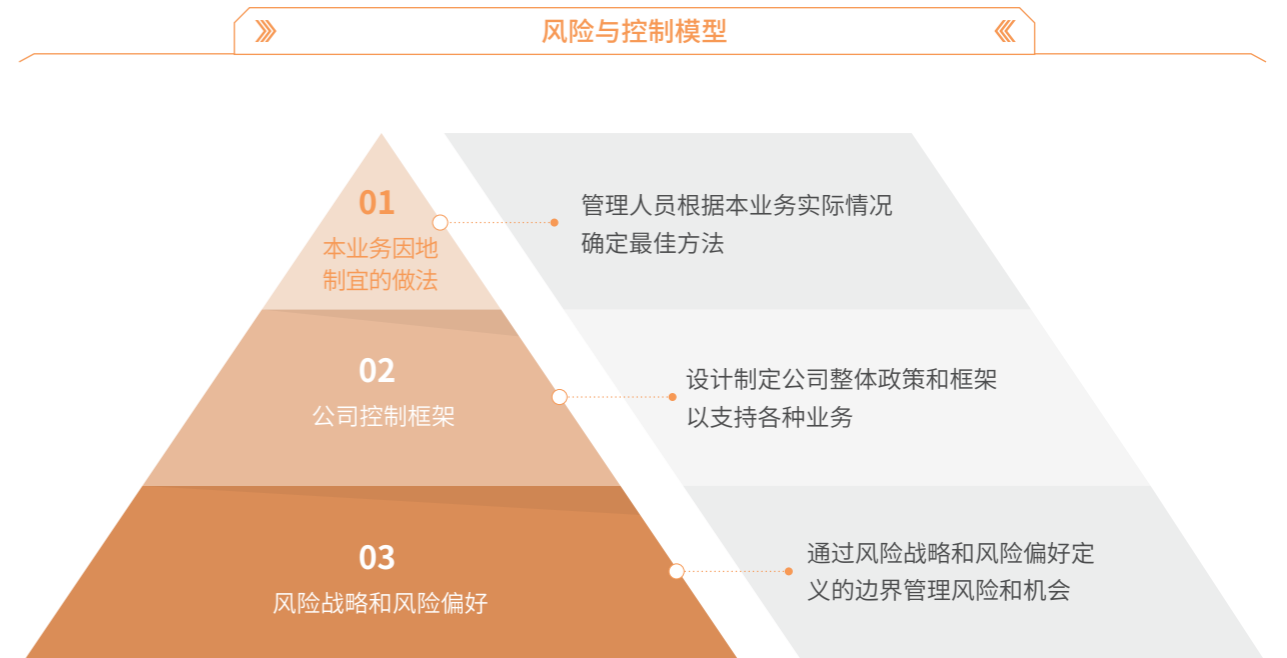 风险与控制模型
01
本业务因地
制宜的做法
管理人员根据本业务实际情况
确定最佳方法
02
公司控制框架
设计制定公司整体政策和框架
以支持各种业务
03
风险战略和风险偏好
通过风险战略和风险偏好定
义的边界管理风险和机会